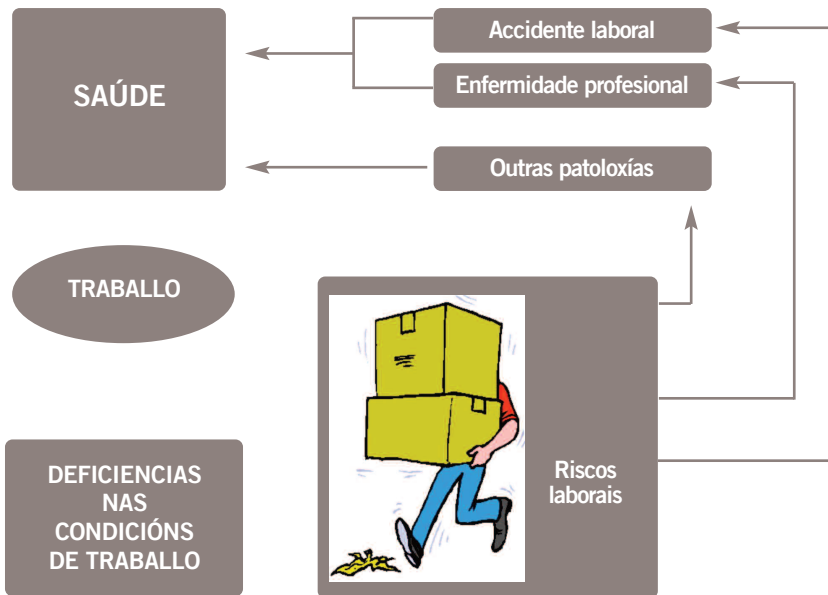 SAÚDE
Accidente laboral
Enfermidade profesional
Outras patoloxías
TRABALLO
DEFICIENCIAS
NAS
CONDICIÓNS
DE TRABALLO
Riscos
laborais